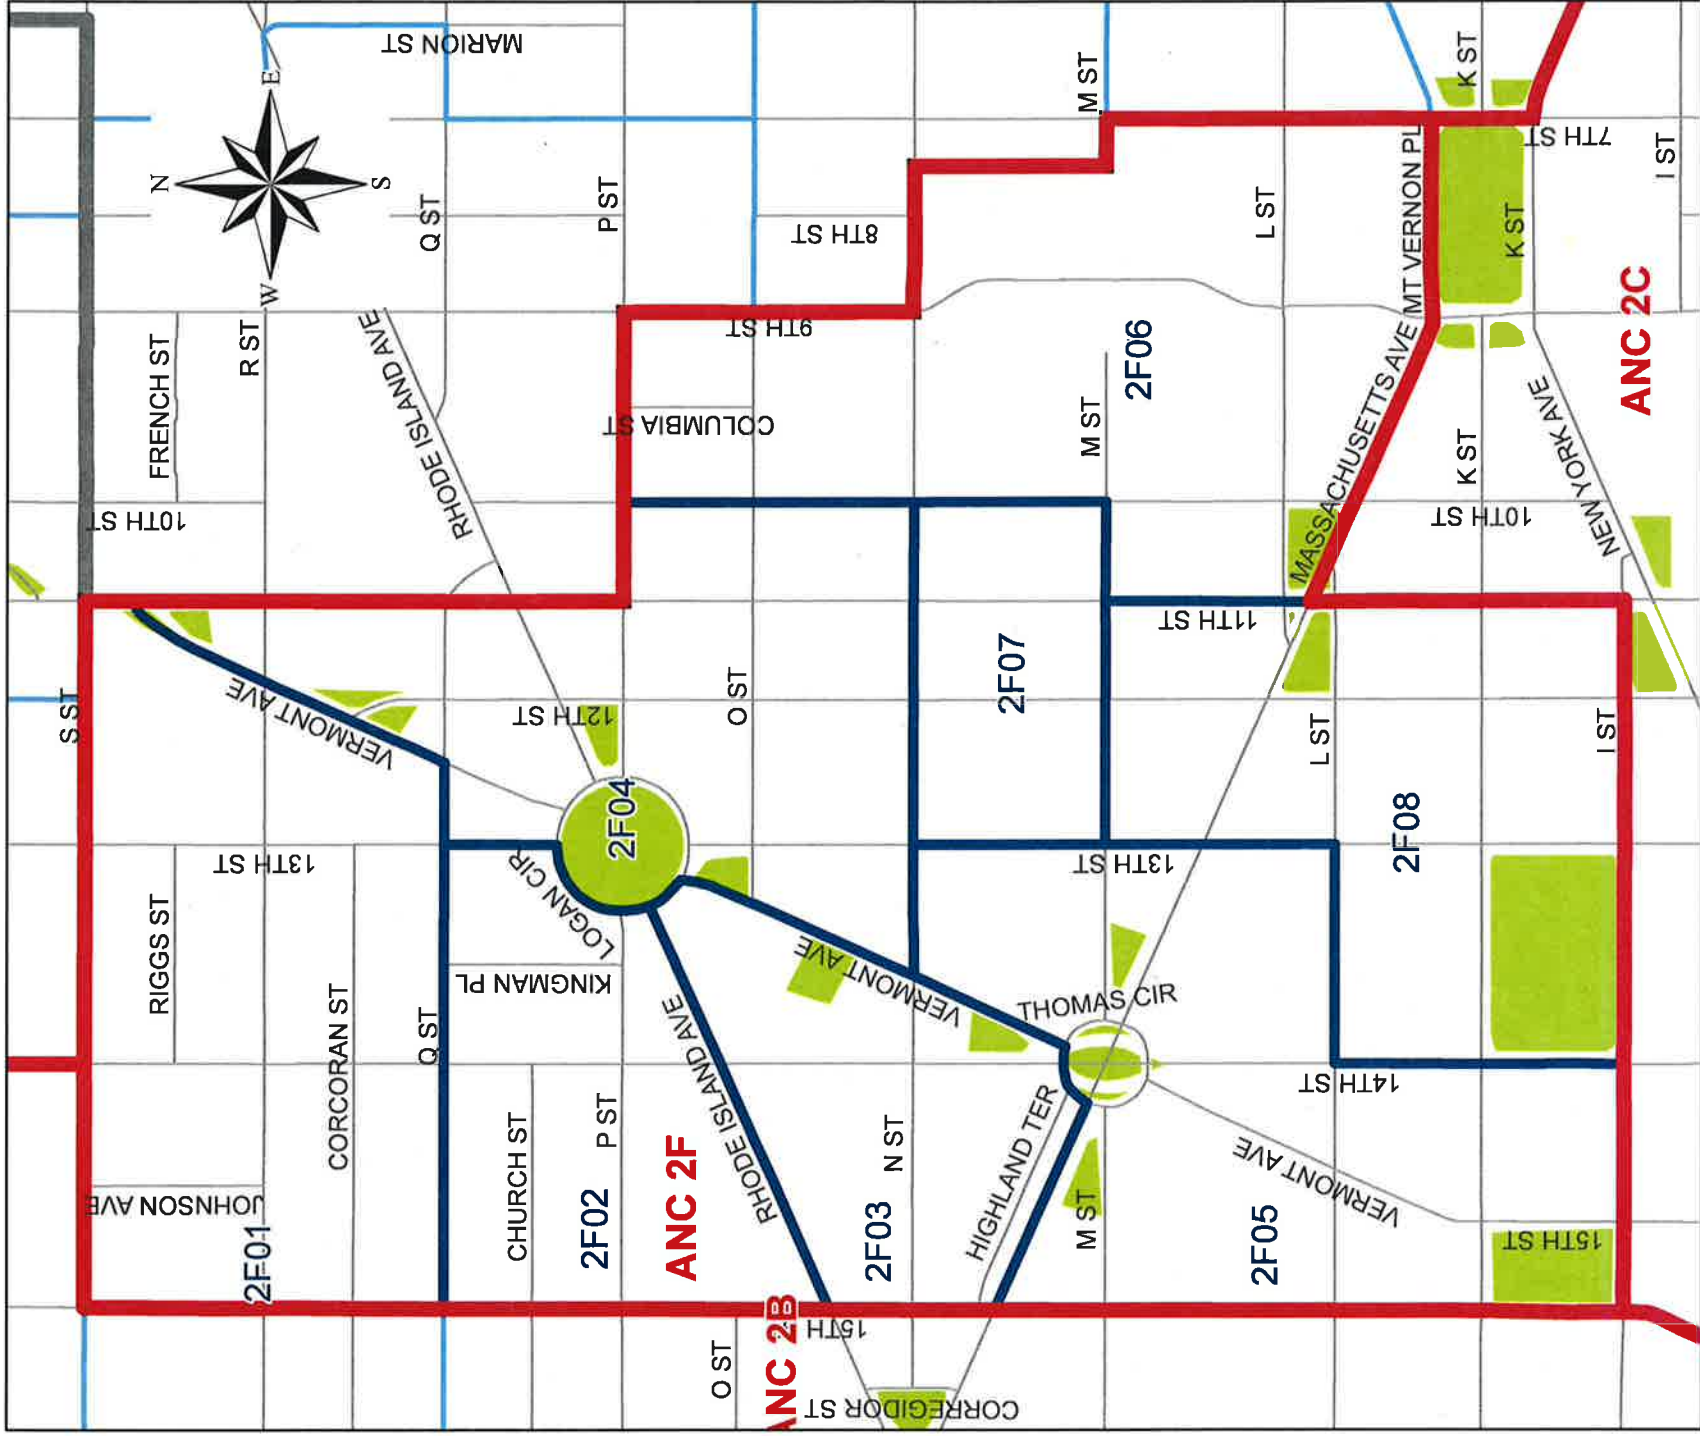 MARION ST
E
N
S
W
M ST
K ST
7TH ST
I ST
Q ST
P ST
8TH ST
L ST
MT VERNON PL
K ST
FRENCH ST
R ST
RHODE ISLAND AVE
9TH ST
2F06
MASSACHUSETTS AVE
ANC 2C
COLUMBIA ST
M ST
K ST
NEW YORK AVE
10TH ST
10TH ST
11TH ST
S ST
VERMONT AVE
12TH ST
O ST
2F07
L ST
I ST
2F04
2F08
13TH ST
LOGAN CIR
13TH ST
RIGGS ST
CORCORAN ST
Q ST
KINGMAN PL
RHODE ISLAND AVE
VERMONT AVE
THOMAS CIR
14TH ST
JOHNSON AVE
2F01
CHURCH ST
P ST
2F02
ANC 2F
N ST
2F03
HIGHLAND TER
M ST
VERMONT AVE
2F05
15TH ST
15TH
ANC 2B
O ST
CORREGIDOR ST